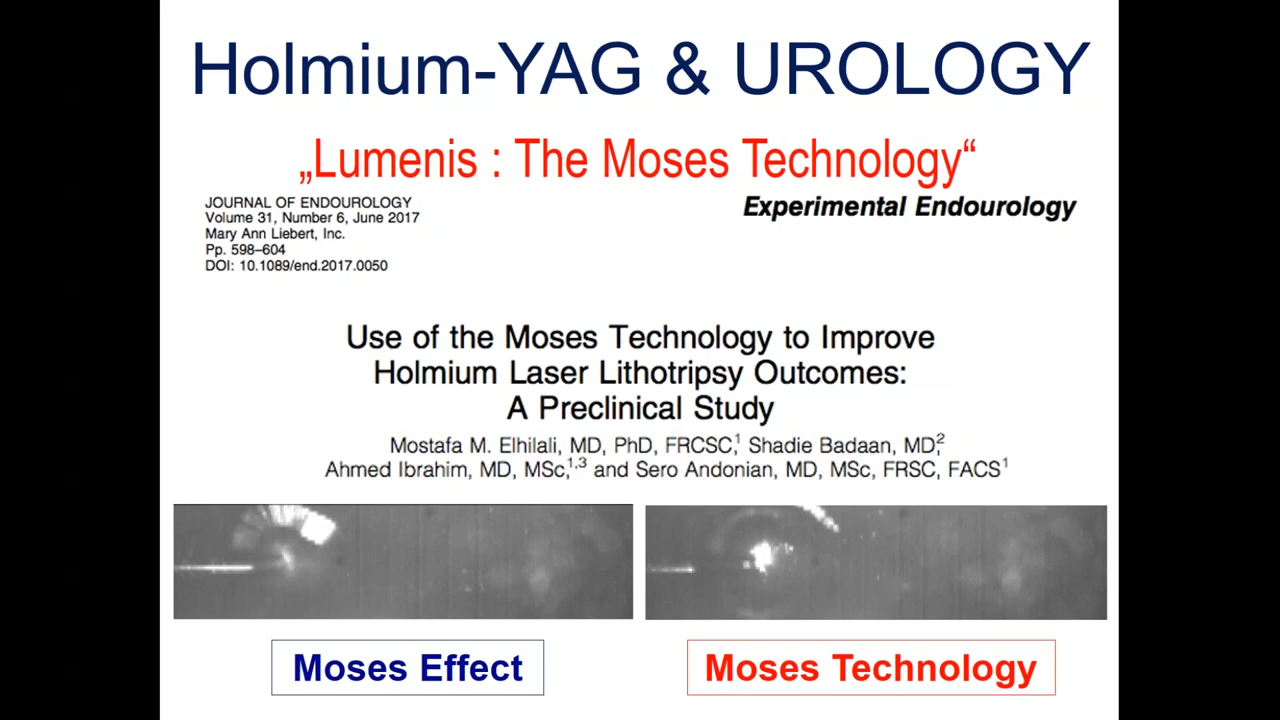 Holmium-YAG & UROLOGY
„Lumenis : The Moses Technology“
JOURNAL OF ENDOUROLOGY
Volume 31, Number 6, June 2017
Mary Ann Liebert, Inc.
Pp. 598–604
DOI: 10.1089/end.2017.0050
Experimental Endourology
Use of the Moses Technology to Improve
Holmium Laser Lithotripsy Outcomes:
A Preclinical Study
Mostafa M. Elhilali, MD, PhD, FRCSC,1 Shadie Badaan, MD,2
Ahmed Ibrahim, MD, MSc,1,3 and Sero Andonian, MD, MSc, FRSC, FACS1
Moses Effect
Moses Technology